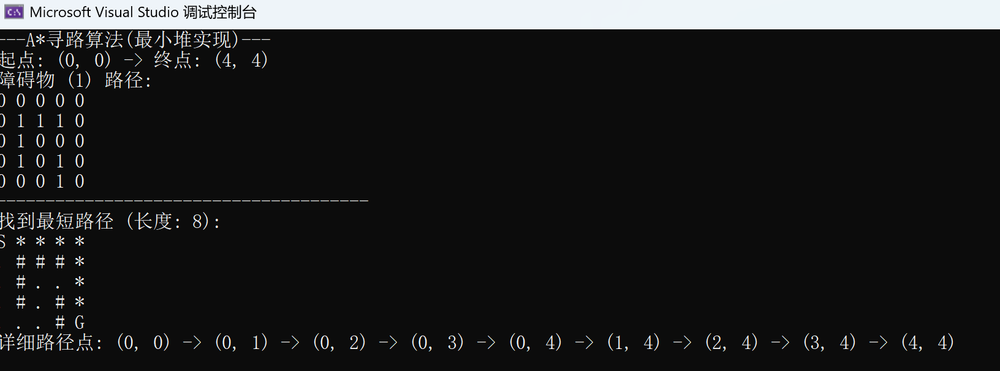 Microsoft Visual Studio 调试控制台
---A*寻路算法(最小堆实现)---
起点: (0, 0) -> 终点: (4, 4)
障碍物 (1) 路径:
0 0 0 0 0
0 1 1 1 0
0 1 0 0 0
0 1 0 1 0
0 0 0 1 0
--------------------------------------
找到最短路径 (长度: 8):
S * * * *
. # # # *
. # . . *
. # . # *
. . . # G
详细路径点: (0, 0) -> (0, 1) -> (0, 2) -> (0, 3) -> (0, 4) -> (1, 4) -> (2, 4) -> (3, 4) -> (4, 4)